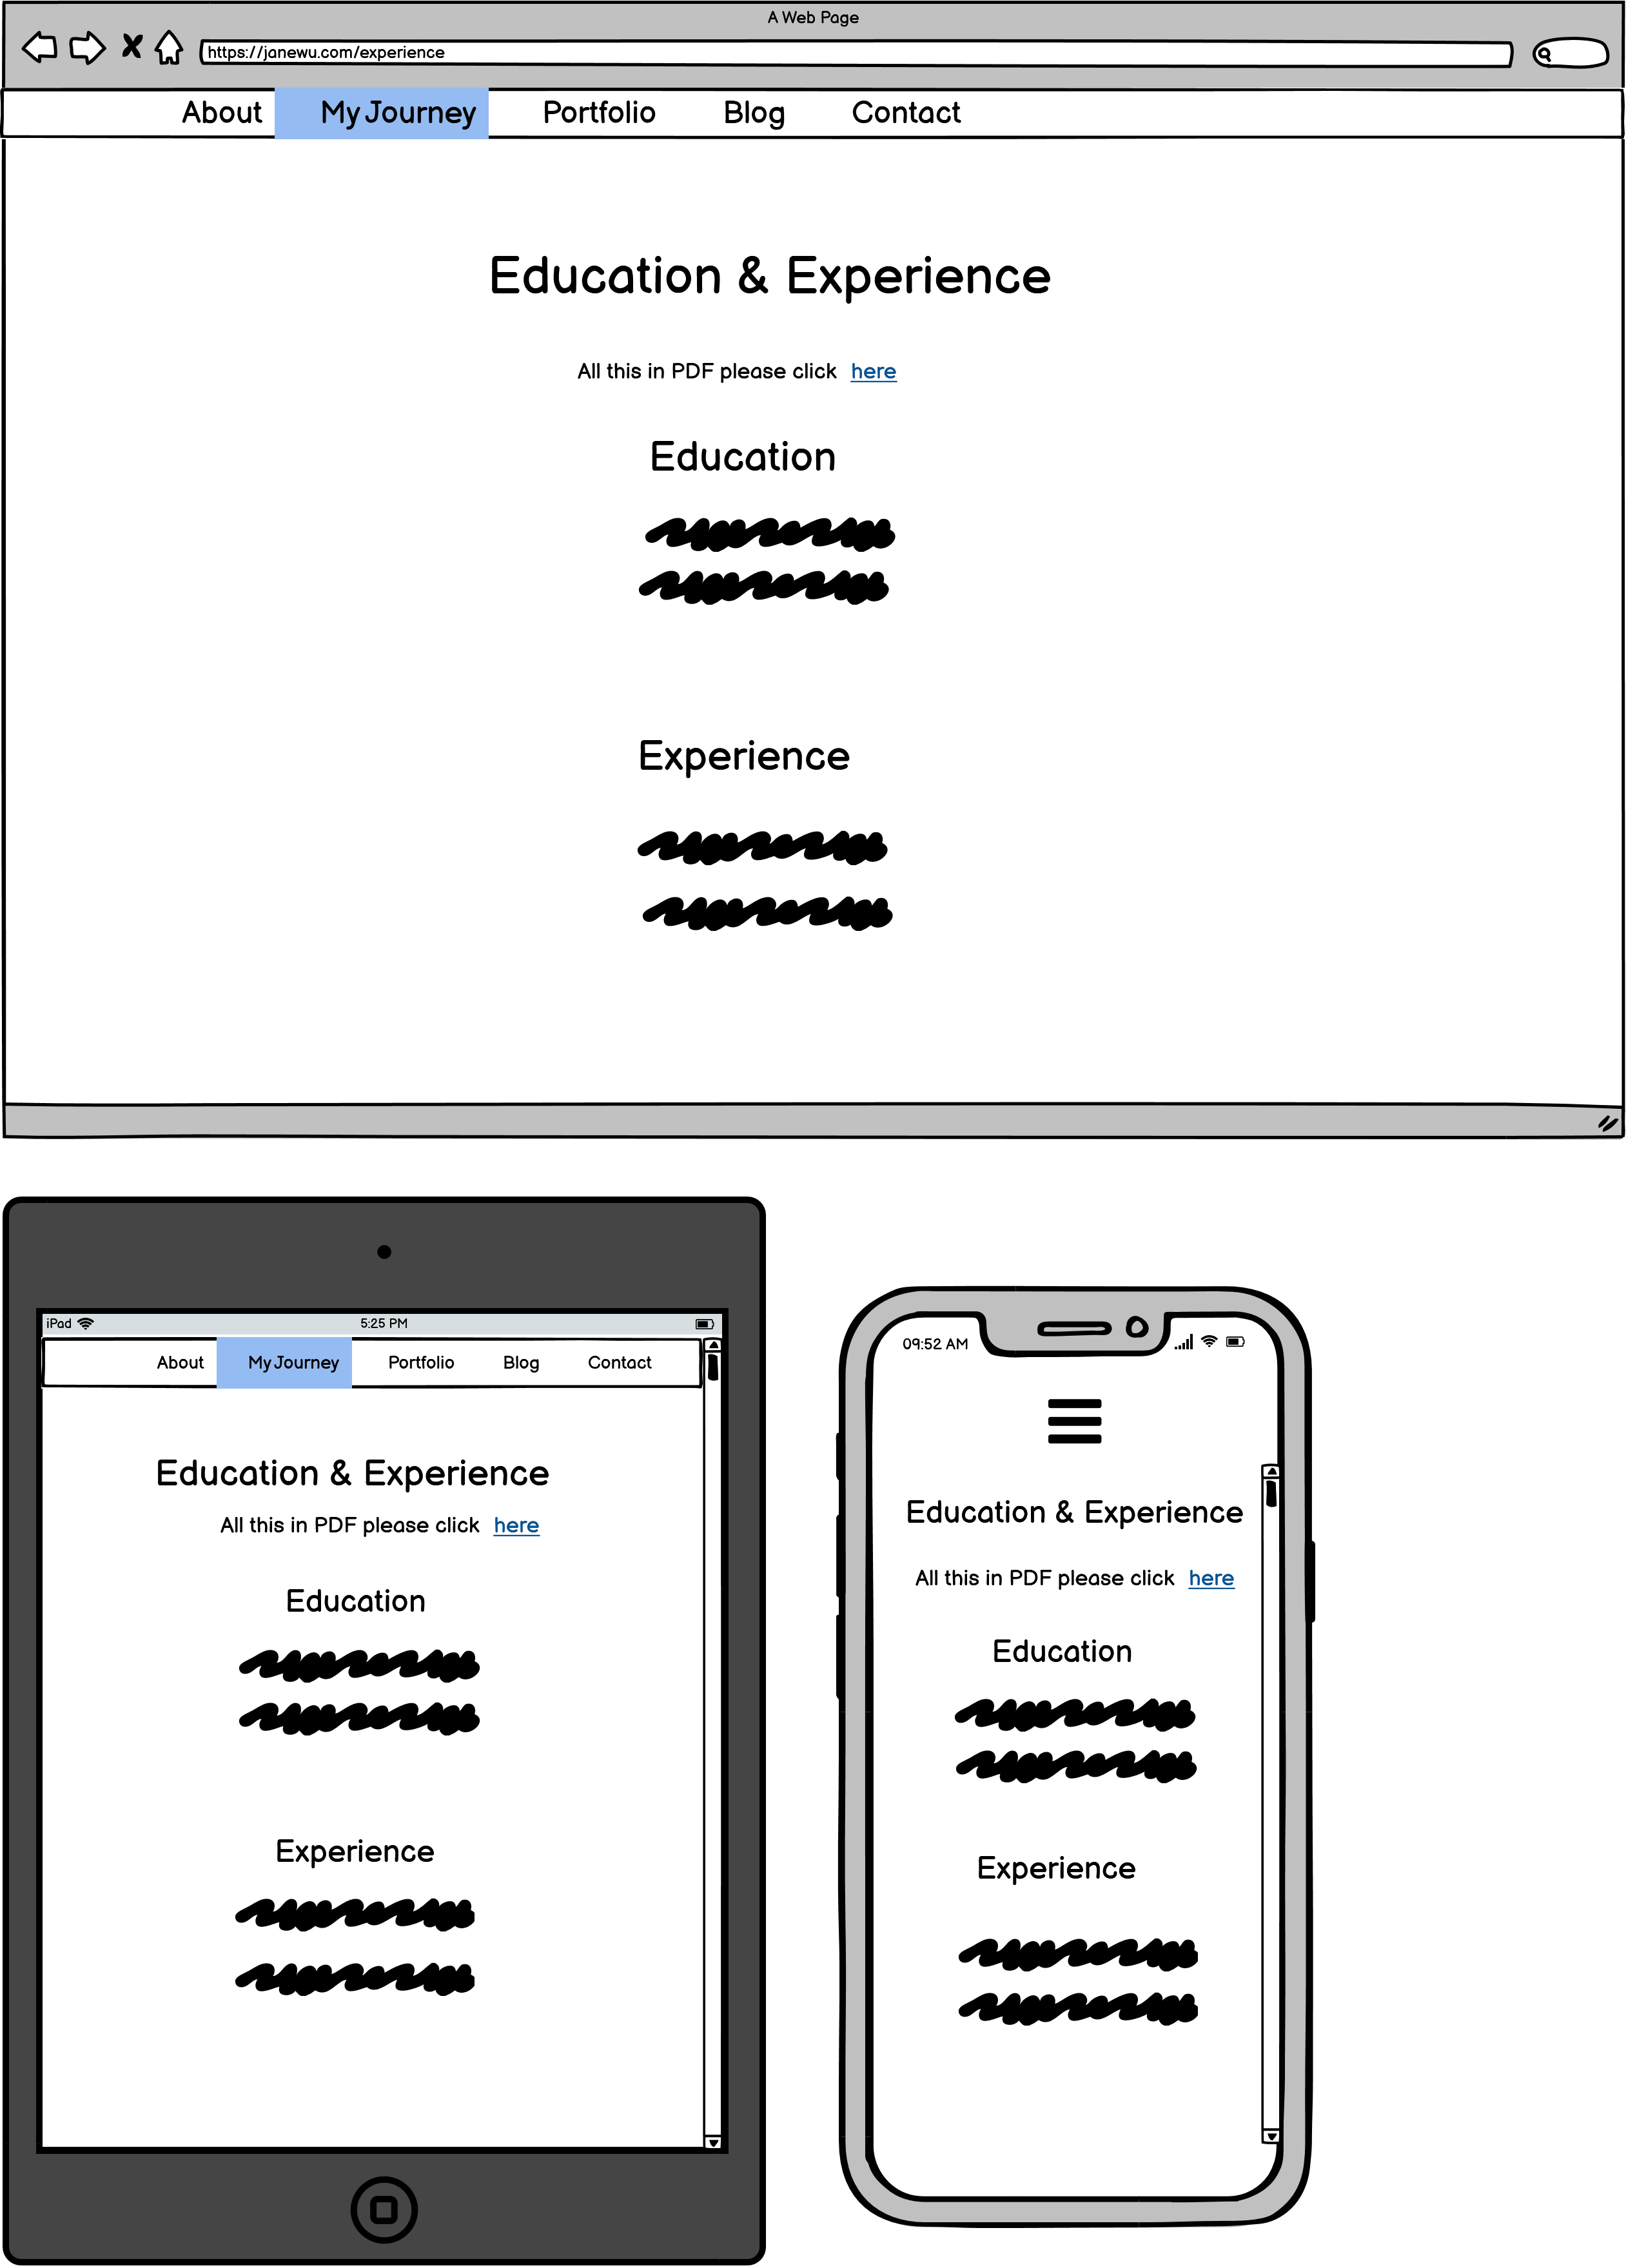 A Web Page
https://janewu.com/experience
About My Journey Portfolio Blog Contact
Education & Experience
All this in PDF please click here
Education
Experience
iPad 5:25 PM
About My Journey Portfolio Blog Contact
Education & Experience
All this in PDF please click here
Education
Experience
09:52 AM
Education & Experience
All this in PDF please click here
Education
Experience